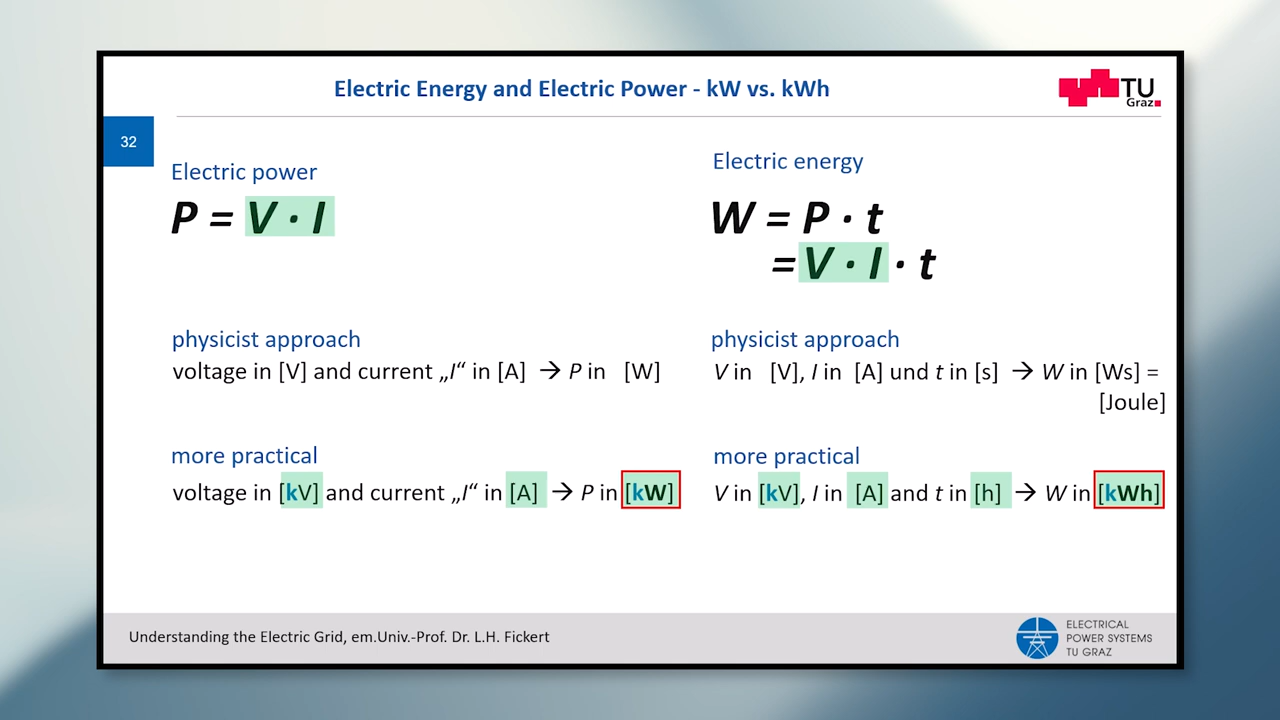 Electric Energy and Electric Power - kW vs. kWh
TU
Graz
32
Electric power
P = V · I
physicist approach
voltage in [V] and current „I“ in [A] → P in [W]
more practical
voltage in [kV] and current „I“ in [A] → P in [kW]
Electric energy
W = P · t
= V · I · t
physicist approach
V in [V], I in [A] und t in [s] → W in [Ws] =
[Joule]
more practical
V in [kV], I in [A] and t in [h] → W in [kWh]
Understanding the Electric Grid, em.Univ.-Prof. Dr. L.H. Fickert
ELECTRICAL
POWER SYSTEMS
TU GRAZ